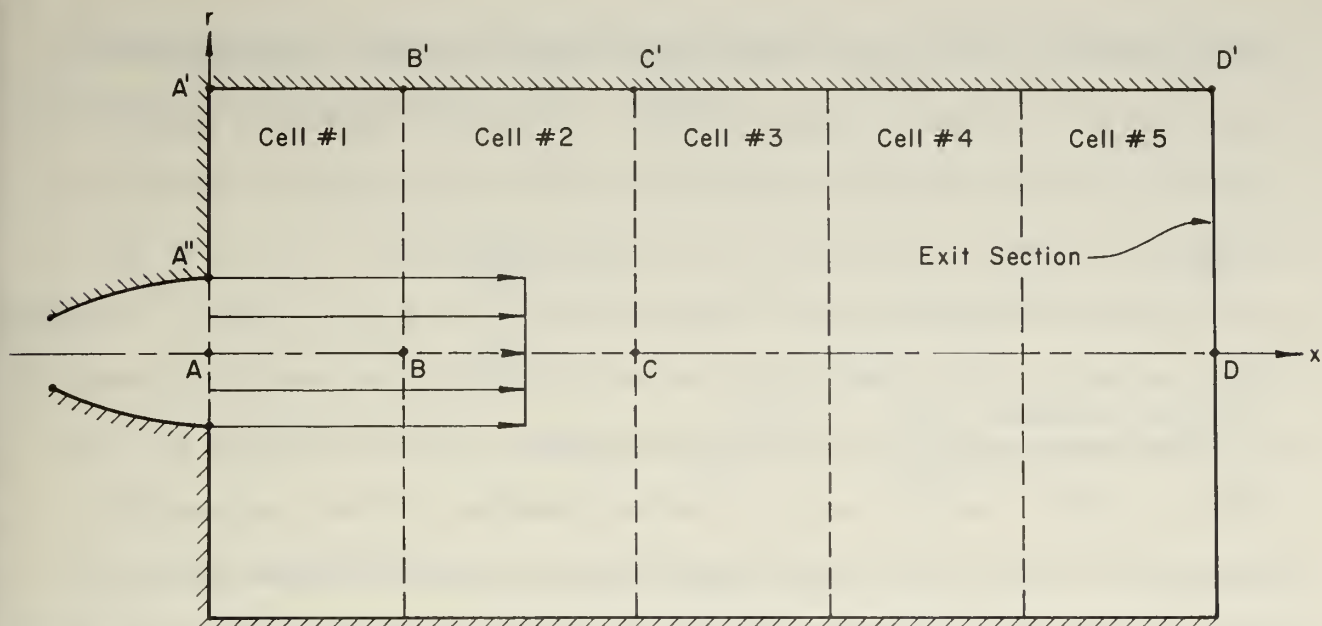 r
B'
C'
D'
A'
Cell #1
Cell #2
Cell #3
Cell #4
Cell #5
A"
Exit Section
A
B
C
D
x